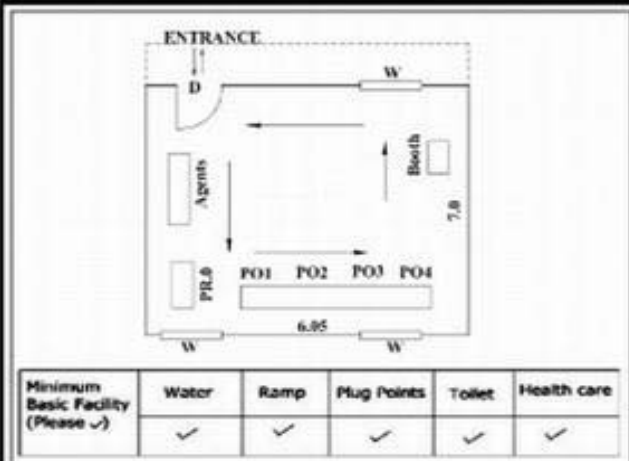 ENTRANCE
D
W
Agents
Booth
7.0
PR.0
PO1 PO2 PO3 PO4
6.05
W W
Minimum Basic Facility (Please ✓) Water Ramp Plug Points Toilet Health care
✓ ✓ ✓ ✓ ✓